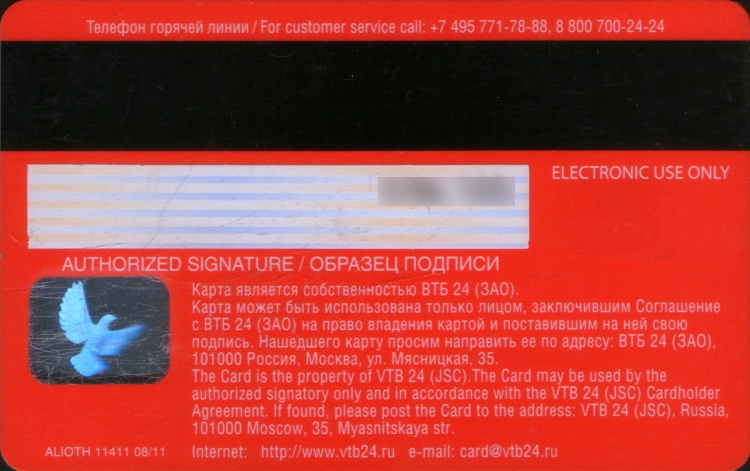 Телефон горячей линии / For customer service call: +7 495 771-78-88, 8 800 700-24-24
ELECTRONIC USE ONLY
AUTHORIZED SIGNATURE / ОБРАЗЕЦ ПОДПИСИ
Карта является собственностью ВТБ 24 (ЗАО).
Карта может быть использована только лицом, заключившим Соглашение
с ВТБ 24 (ЗАО) на право владения картой и поставившим на ней свою
подпись. Нашедшего карту просим направить ее по адресу: ВТБ 24 (ЗАО),
101000 Россия, Москва, ул. Мясницкая, 35.
The Card is the property of VTB 24 (JSC).The Card may be used by the
authorized signatory only and in accordance with the VTB 24 (JSC) Cardholder
Agreement. If found, please post the Card to the address: VTB 24 (JSC), Russia,
101000 Moscow, 35, Myasnitskaya str.
ALIOTH 11411 08/11
Internet: http://www.vtb24.ru e-mail: card@vtb24.ru